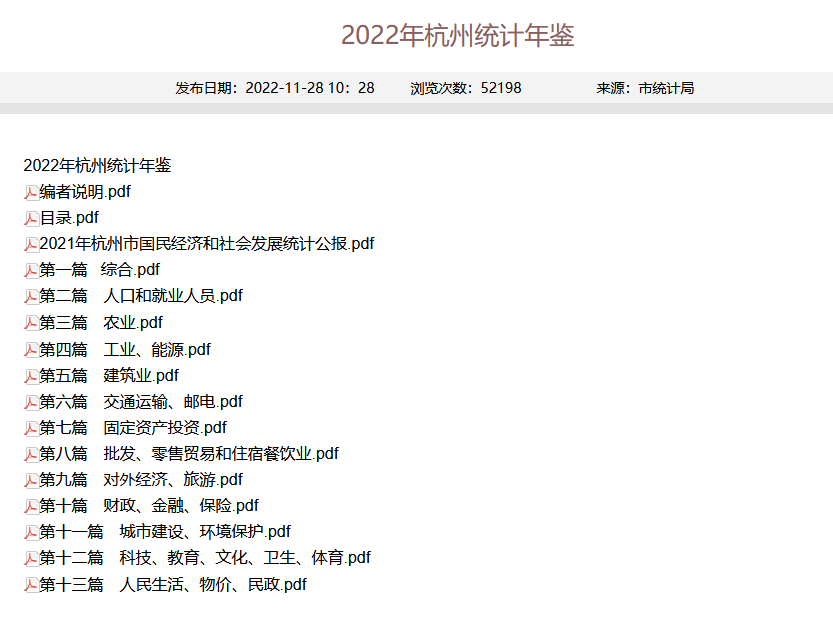 2022年杭州统计年鉴
发布日期：2022-11-28 10：28 浏览次数：52198 来源：市统计局
2022年杭州统计年鉴
编者说明.pdf
目录.pdf
2021年杭州市国民经济和社会发展统计公报.pdf
第一篇 综合.pdf
第二篇 人口和就业人员.pdf
第三篇 农业.pdf
第四篇 工业、能源.pdf
第五篇 建筑业.pdf
第六篇 交通运输、邮电.pdf
第七篇 固定资产投资.pdf
第八篇 批发、零售贸易和住宿餐饮业.pdf
第九篇 对外经济、旅游.pdf
第十篇 财政、金融、保险.pdf
第十一篇 城市建设、环境保护.pdf
第十二篇 科技、教育、文化、卫生、体育.pdf
第十三篇 人民生活、物价、民政.pdf